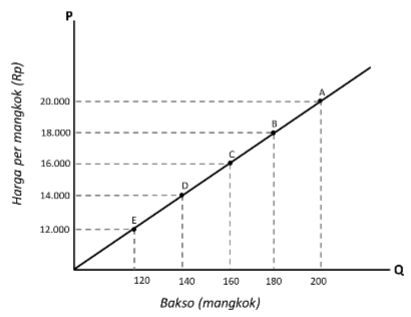 P
Harga per mangkok (Rp)
20.000
18.000
16.000
14.000
12.000
A
B
C
D
E
120 140 160 180 200
Q
Bakso (mangkok)